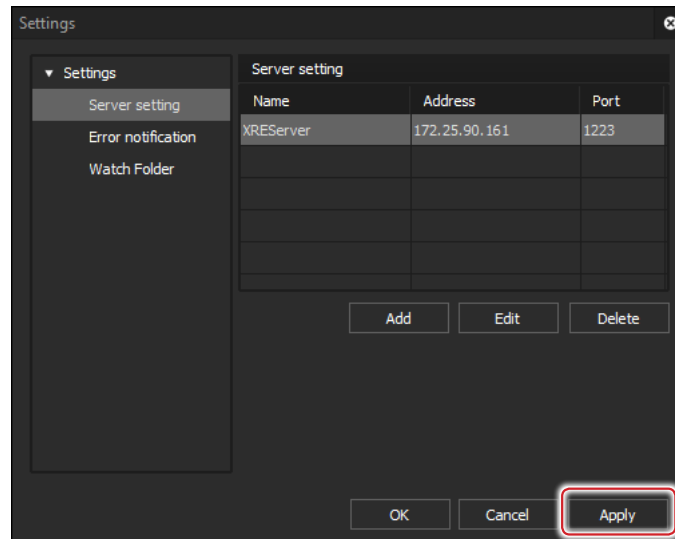 Settings
Settings
Server setting
Error notification
Watch Folder
Server setting
Name Address Port
XREServer 172.25.90.161 1223
Add Edit Delete
OK Cancel Apply